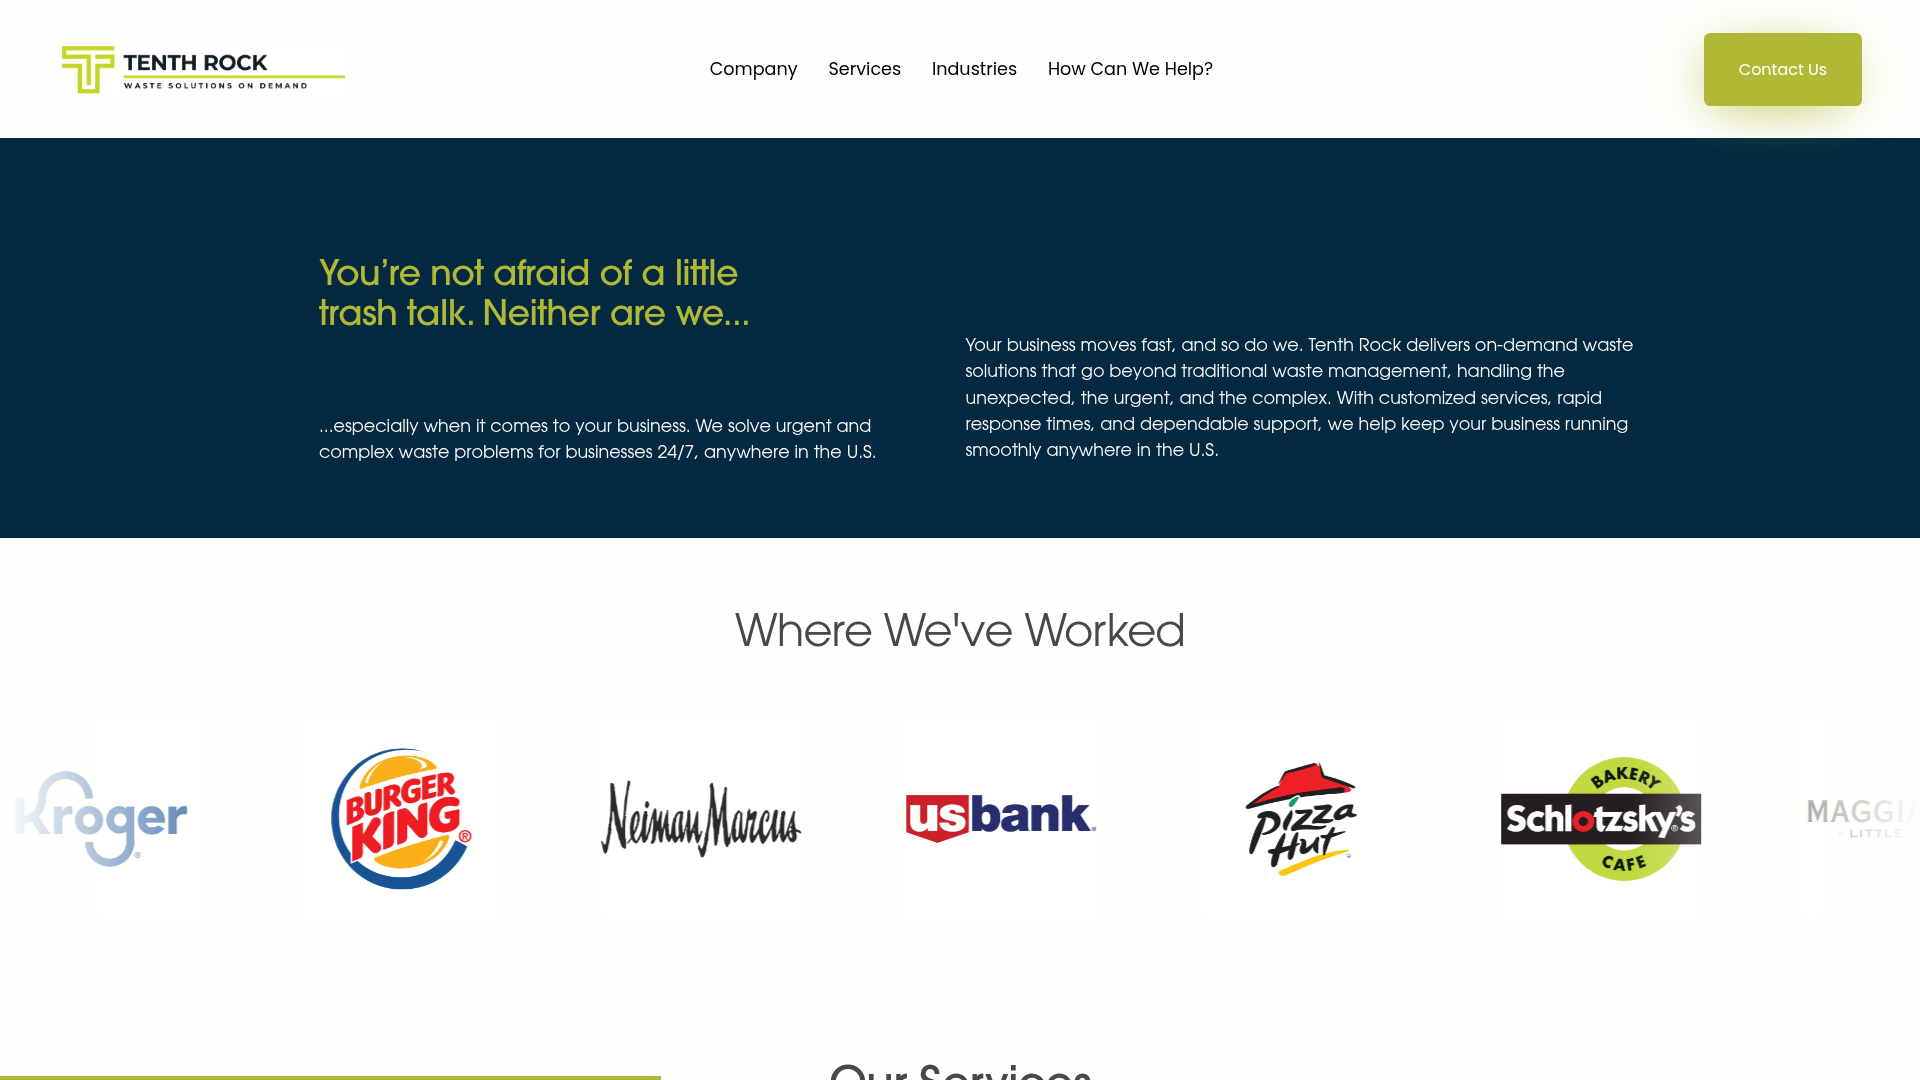 TENTH ROCK
WASTE SOLUTIONS ON DEMAND
Company
Services
Industries
How Can We Help?
Contact Us
You’re not afraid of a little
trash talk. Neither are we...
...especially when it comes to your business. We solve urgent and
complex waste problems for businesses 24/7, anywhere in the U.S.
Your business moves fast, and so do we. Tenth Rock delivers on-demand waste
solutions that go beyond traditional waste management, handling the
unexpected, the urgent, and the complex. With customized services, rapid
response times, and dependable support, we help keep your business running
smoothly anywhere in the U.S.
Where We've Worked
Kroger®
BURGER
KING®
Neiman Marcus
usbank®
Pizza
Hut®
BAKERY
Schlotzsky's®
CAFE
LITTLE
Our Services